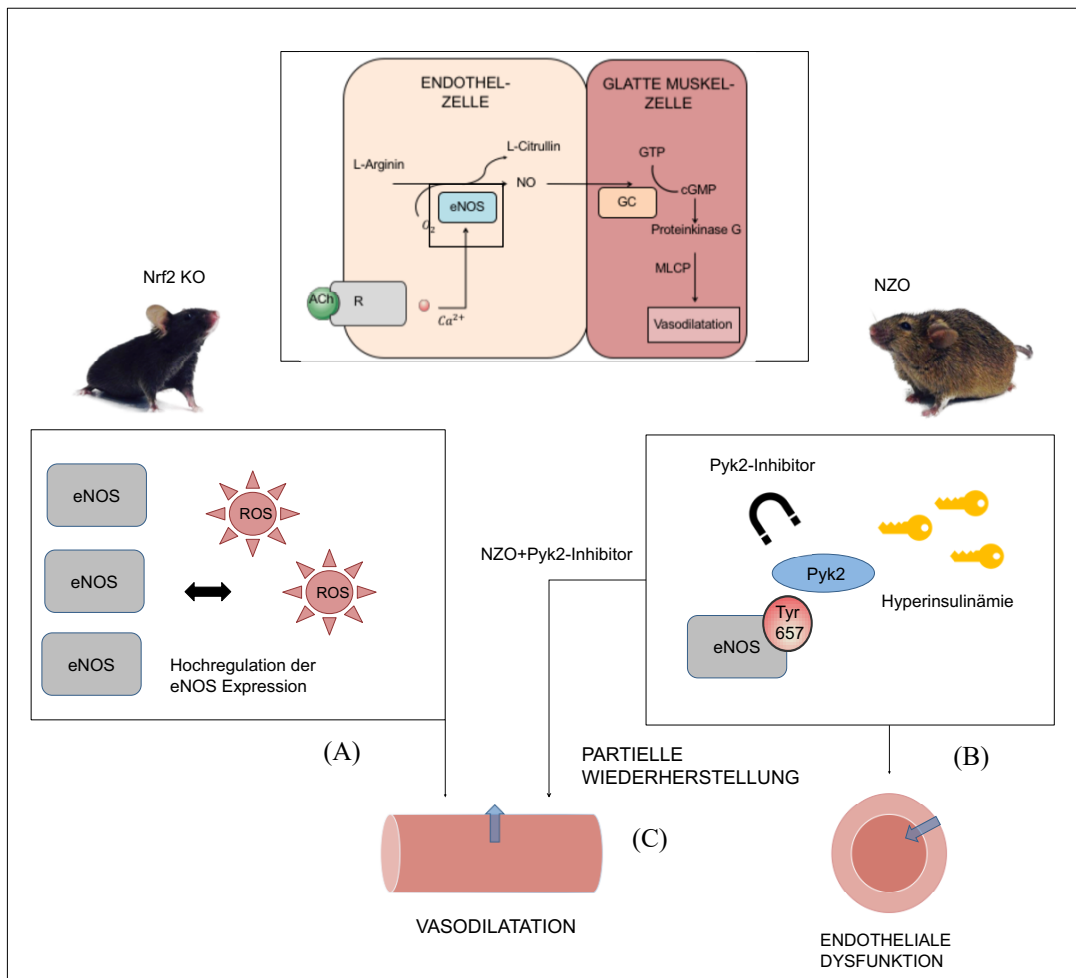 ENDOTHEL-
ZELLE
GLATTE MUSKEL-
ZELLE
L-Citrullin
L-Arginin
NO
GTP
cGMP
GC
eNOS
O₂
Proteinkinase G
MLCP
ACh
R
Ca²⁺
Vasodilatation
Nrf2 KO
NZO
eNOS
ROS
eNOS
ROS
eNOS
Hochregulation der
eNOS Expression
(A)
NZO+Pyk2-Inhibitor
Pyk2-Inhibitor
Pyk2
Hyperinsulinämie
Tyr
657
eNOS
(B)
PARTIELLE
WIEDERHERSTELLUNG
(C)
VASODILATATION
ENDOTHELIALE
DYSFUNKTION